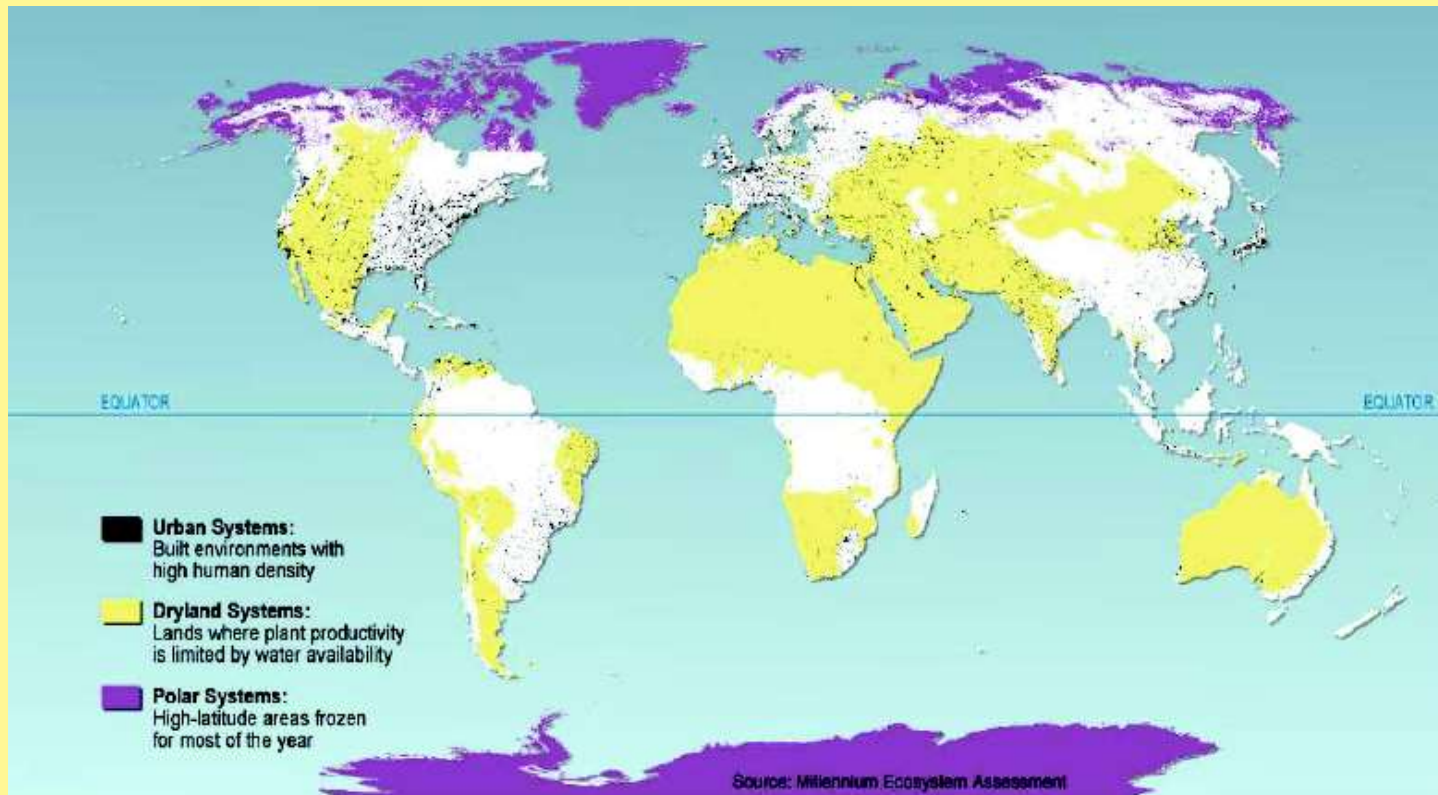 EQUATOR
EQUATOR
Urban Systems:
Built environments with
high human density
Dryland Systems:
Lands where plant productivity
is limited by water availability
Polar Systems:
High-latitude areas frozen
for most of the year
Source: Millennium Ecosystem Assessment